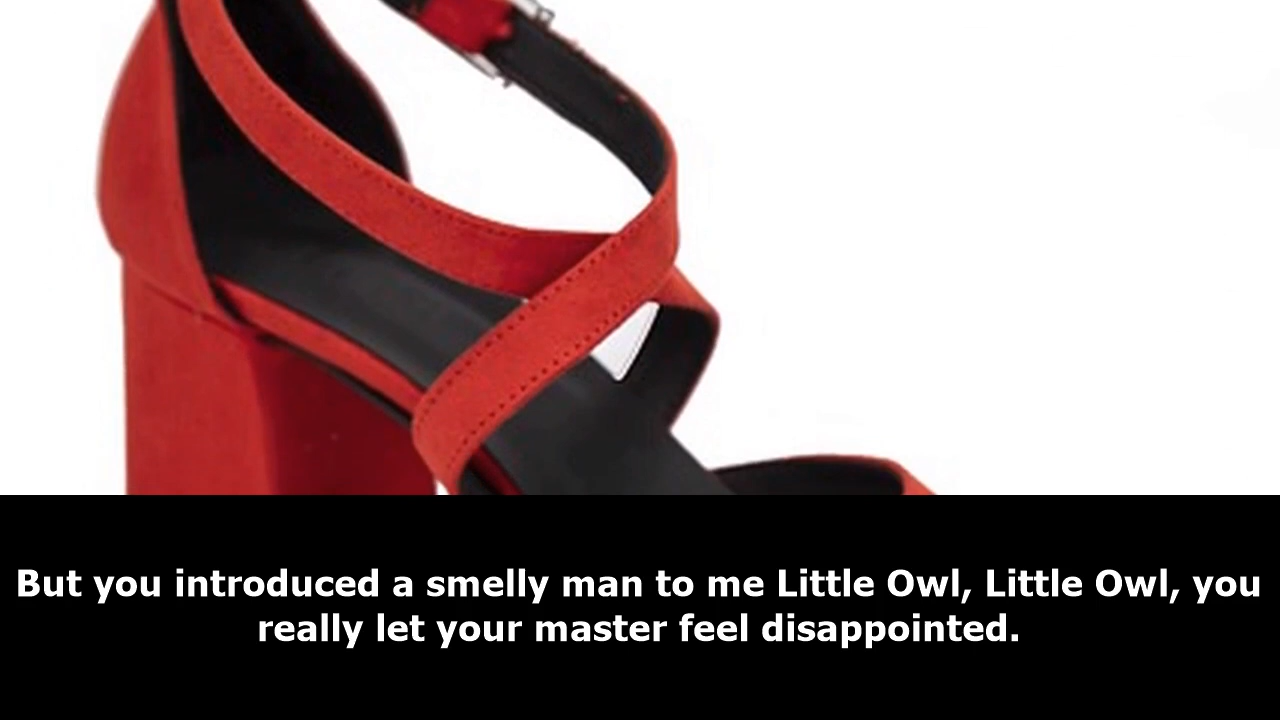 But you introduced a smelly man to me Little Owl, Little Owl, you
really let your master feel disappointed.